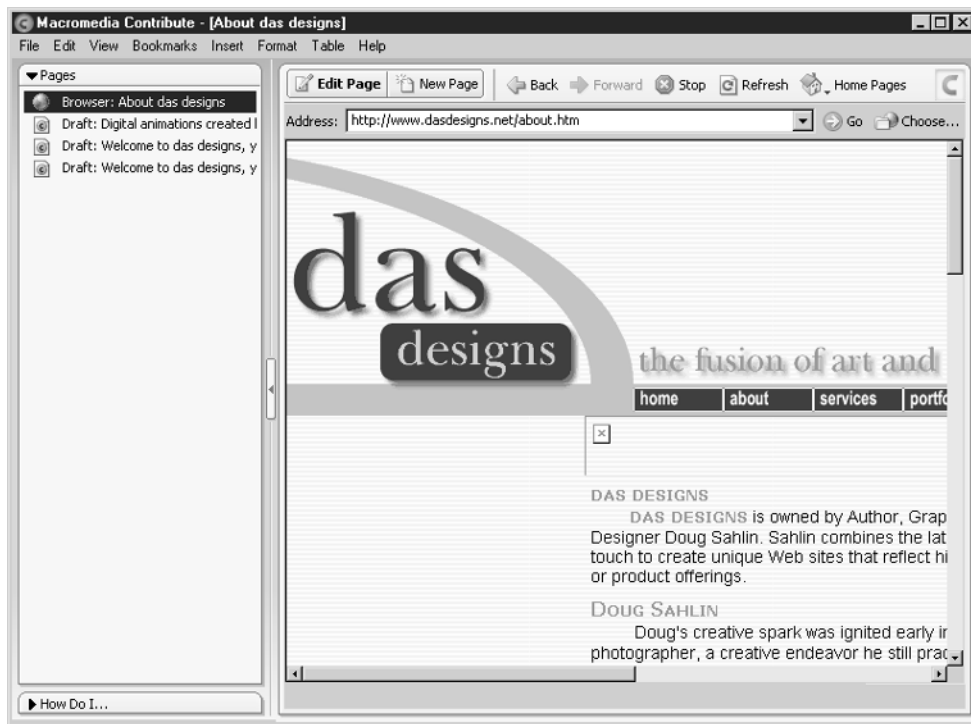 Macromedia Contribute - [About das designs]
File Edit View Bookmarks Insert Format Table Help
Pages
Browser: About das designs
Draft: Digital animations created l
Draft: Welcome to das designs, y
Draft: Welcome to das designs, y
How Do I...
Edit Page New Page Back Forward Stop Refresh Home Pages
Address: http://www.dasdesigns.net/about.htm Go Choose...
das
designs
the fusion of art and
home about services portfo
DAS DESIGNS
DAS DESIGNS is owned by Author, Grap
Designer Doug Sahlin. Sahlin combines the lat
touch to create unique Web sites that reflect hi
or product offerings.
DOUG SAHLIN
Doug's creative spark was ignited early in
photographer, a creative endeavor he still prac